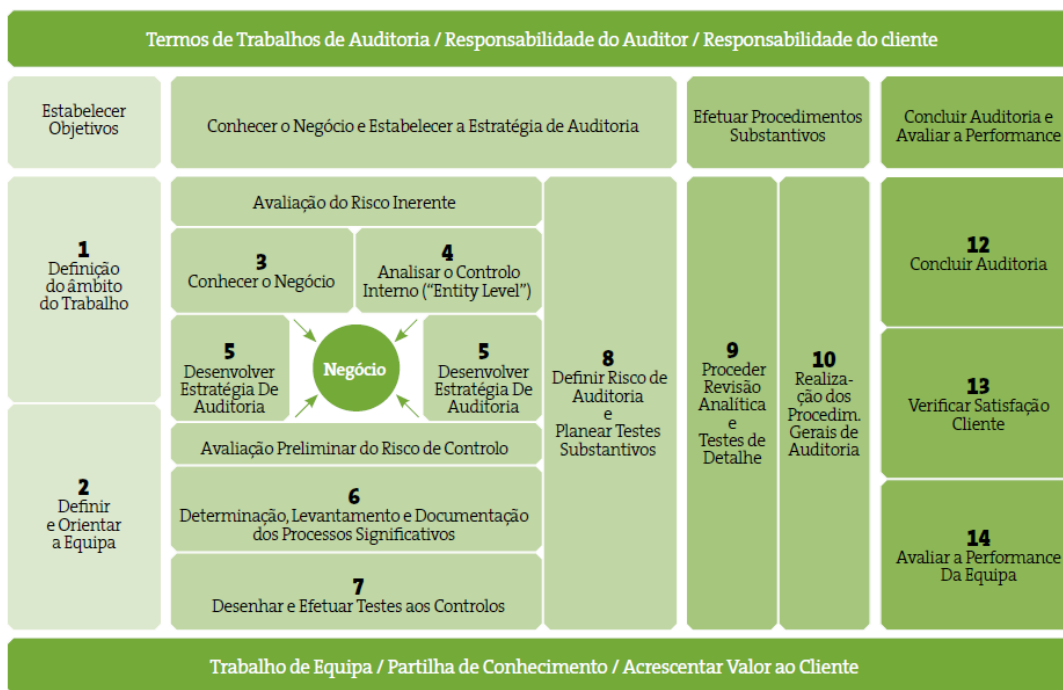 Termos de Trabalhos de Auditoria / Responsabilidade do Auditor / Responsabilidade do cliente
Estabelecer
Objetivos
Conhecer o Negócio e Estabelecer a Estratégia de Auditoria
Efetuar Procedimentos
Substantivos
Concluir Auditoria e
Avaliar a Performance
1
Definição
do âmbito
do Trabalho
2
Definir
e Orientar
a Equipa
Avaliação do Risco Inerente
3
Conhecer o Negócio
4
Analisar o Controlo
Interno (“Entity Level”)
5
Desenvolver
Estratégia De
Auditoria
Negócio
5
Desenvolver
Estratégia De
Auditoria
Avaliação Preliminar do Risco de Controlo
6
Determinação, Levantamento e Documentação
dos Processos Significativos
7
Desenhar e Efetuar Testes aos Controlos
8
Definir Risco de
Auditoria
e
Planear Testes
Substantivos
9
Proceder
Revisão
Analítica
e
Testes de
Detalhe
10
Realiza-
ção dos
Procedim.
Gerais de
Auditoria
12
Concluir Auditoria
13
Verificar Satisfação
Cliente
14
Avaliar a Performance
Da Equipa
Trabalho de Equipa / Partilha de Conhecimento / Acrescentar Valor ao Cliente